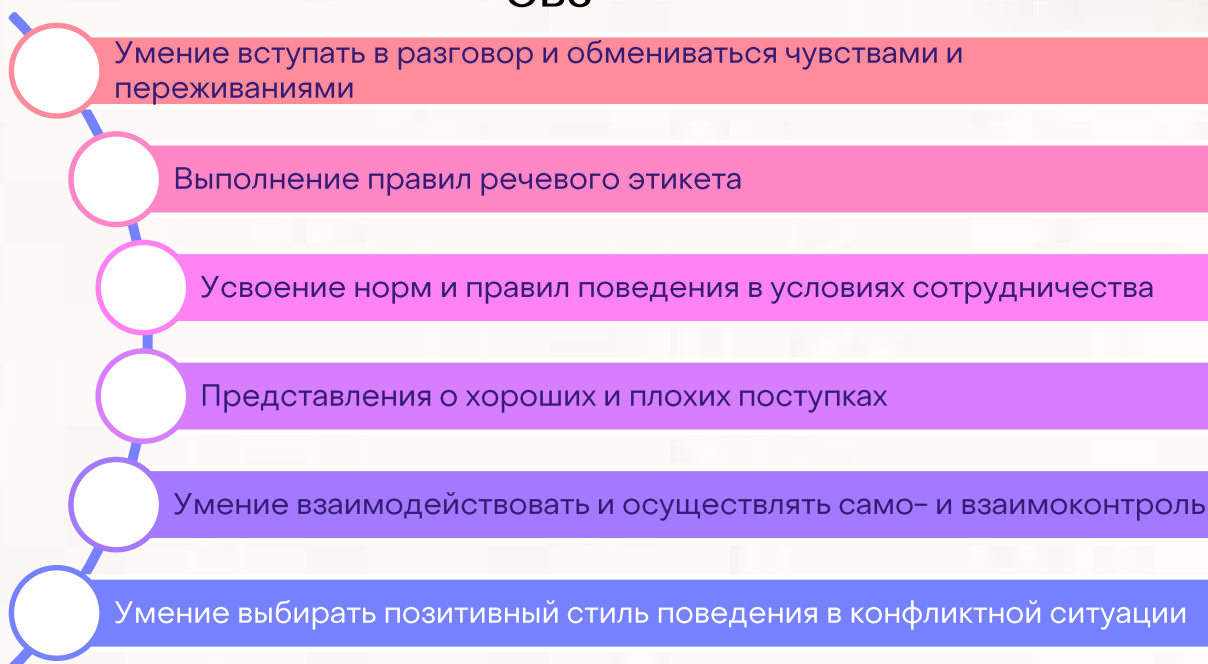 Умение вступать в разговор и обмениваться чувствами и
переживаниями
Выполнение правил речевого этикета
Усвоение норм и правил поведения в условиях сотрудничества
Представления о хороших и плохих поступках
Умение взаимодействовать и осуществлять само- и взаимоконтроль
Умение выбирать позитивный стиль поведения в конфликтной ситуации